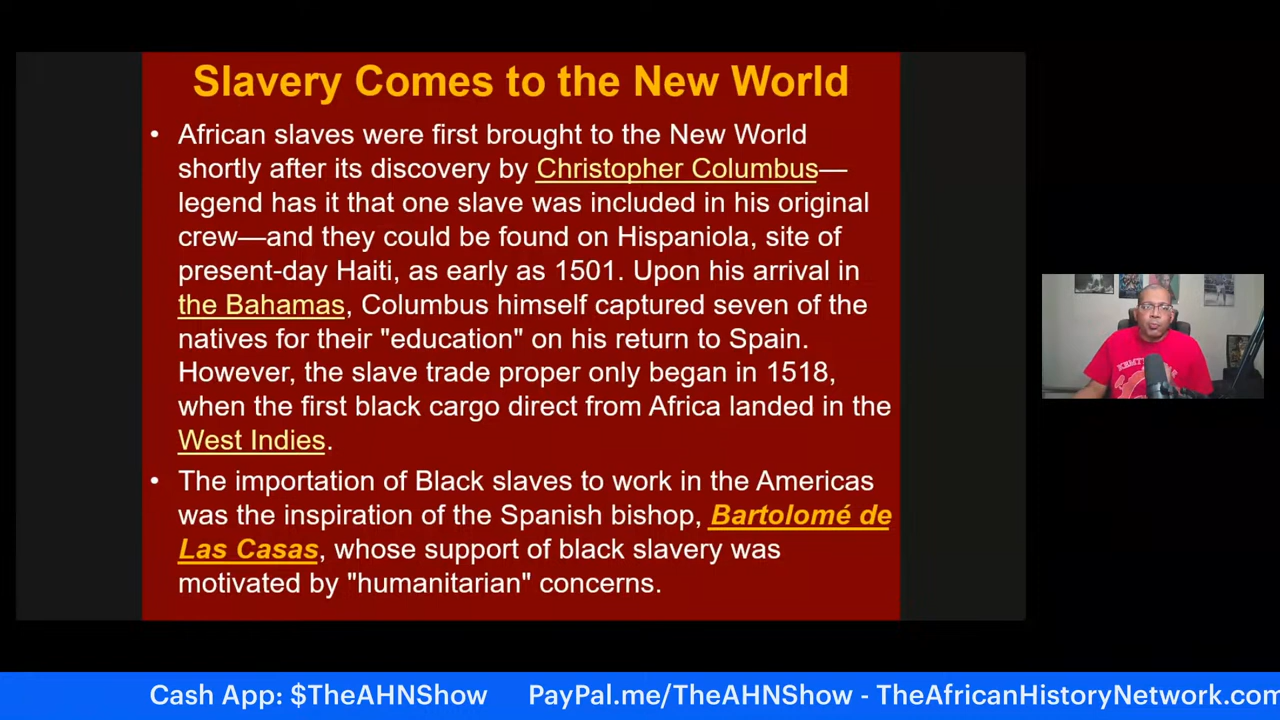 Slavery Comes to the New World
• African slaves were first brought to the New World
shortly after its discovery by Christopher Columbus—
legend has it that one slave was included in his original
crew—and they could be found on Hispaniola, site of
present-day Haiti, as early as 1501. Upon his arrival in
the Bahamas, Columbus himself captured seven of the
natives for their "education" on his return to Spain.
However, the slave trade proper only began in 1518,
when the first black cargo direct from Africa landed in the
West Indies.
• The importation of Black slaves to work in the Americas
was the inspiration of the Spanish bishop, Bartolomé de
Las Casas, whose support of black slavery was
motivated by "humanitarian" concerns.
Cash App: $TheAHNShow PayPal.me/TheAHNShow - TheAfricanHistoryNetwork.com